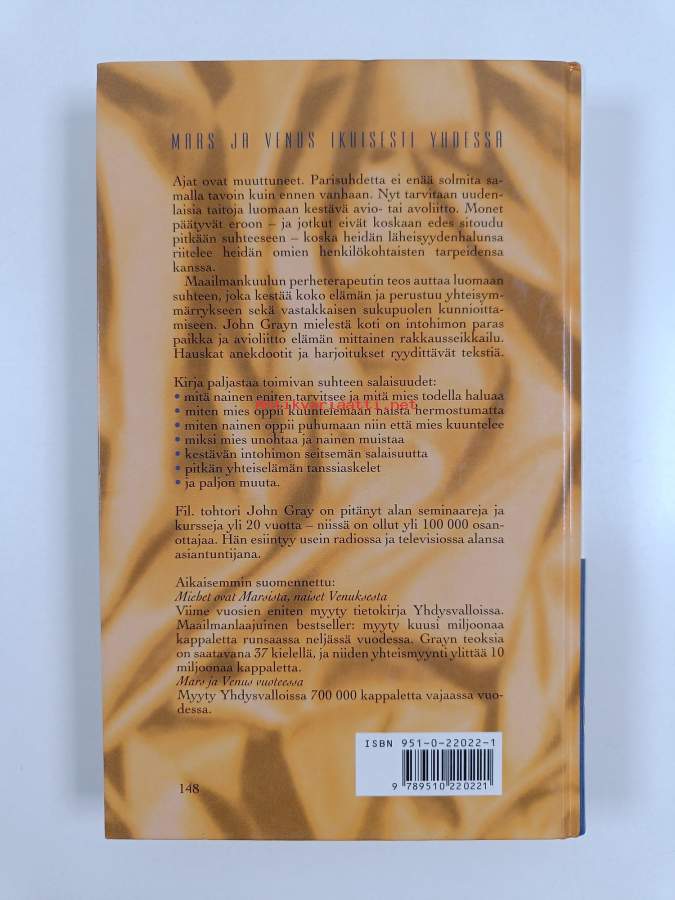 MARS JA VENUS IKUISESTI YHDESSÄ
Ajat ovat muuttuneet. Parisuhdetta ei enää solmita sa-
malla tavoin kuin ennen vanhaan. Nyt tarvitaan uuden-
laisia taitoja luomaan kestävä avio- tai avoliitto. Monet
päätyvät eroon – ja jotkut eivät koskaan edes sitoudu
pitkään suhteeseen – koska heidän läheisyydenhalunsa
riitelee heidän omien henkilökohtaisten tarpeidensa
kanssa.
Maailmankuulun perheterapeutin teos auttaa luomaan
suhteen, joka kestää koko elämän ja perustuu yhteisym-
märrykseen sekä vastakkaisen sukupuolen kunnioitta-
miseen. John Grayn mielestä koti on intohimon paras
paikka ja avioliitto elämän mittainen rakkausseikkailu.
Hauskat anekdootit ja harjoitukset ryydittävät tekstiä.
Kirja paljastaa toimivan suhteen salaisuudet:
• mitä nainen eniten tarvitsee ja mitä mies todella haluaa
antikvariaatti.net
• miten mies oppii kuuntelemaan naista hermostumatta
• miten nainen oppii puhumaan niin että mies kuuntelee
• miksi mies unohtaa ja nainen muistaa
• kestävän intohimon seitsemän salaisuutta
• pitkän yhteiselämän tanssiaskelet
• ja paljon muuta.
Fil. tohtori John Gray on pitänyt alan seminaareja ja
kursseja yli 20 vuotta – niissä on ollut yli 100 000 osan-
ottajaa. Hän esiintyy usein radiossa ja televisiossa alansa
asiantuntijana.
Aikaisemmin suomennettu:
Miehet ovat Marsista, naiset Venuksesta
Viime vuosien eniten myyty tietokirja Yhdysvalloissa.
Maailmanlaajuinen bestseller: myyty kuusi miljoonaa
kappaletta runsaassa neljässä vuodessa. Grayn teoksia
on saatavana 37 kielellä, ja niiden yhteismyynti ylittää 10
miljoonaa kappaletta.
Mars ja Venus vuoteessa
Myyty Yhdysvalloissa 700 000 kappaletta vajaassa vuo-
dessa.
ISBN 951-0-22022-1
9 789510 220221
148